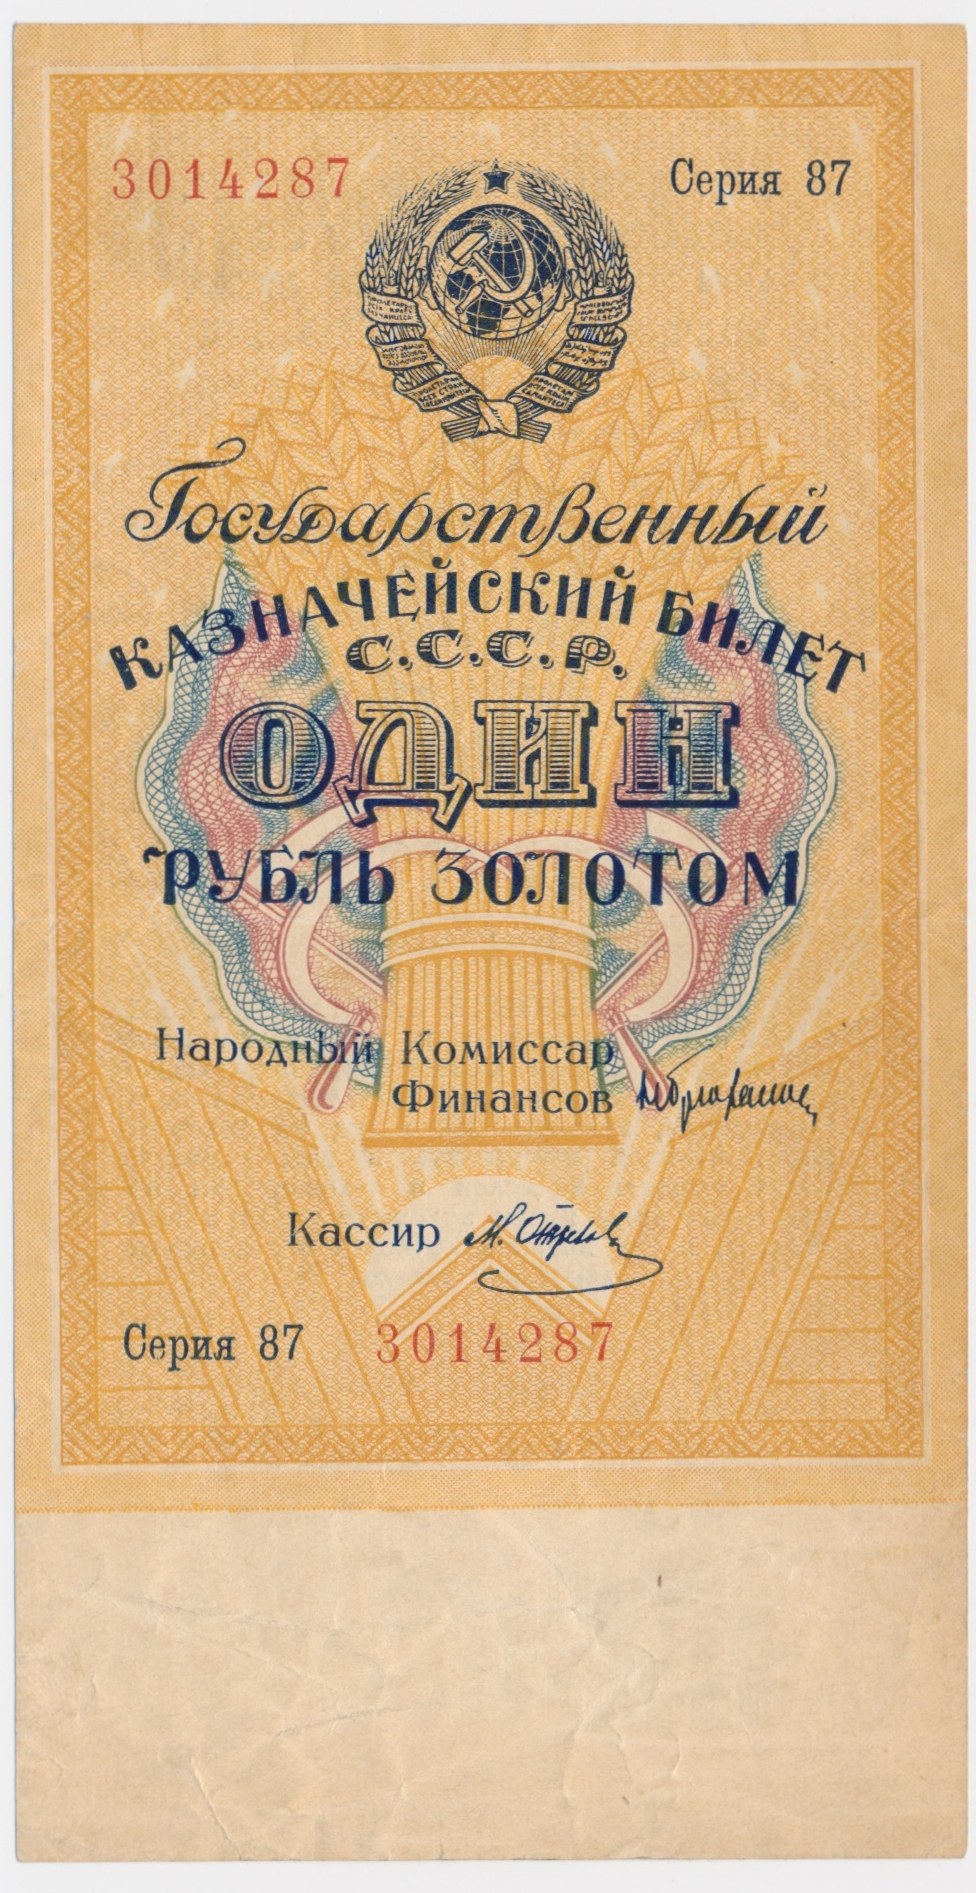 3014287 Серия 87
Государственный
КАЗНАЧЕЙСКИЙ БИЛЕТ
С.С.С.Р.
ОДИН
РУБЛЬ ЗОЛОТОМ
Народный Комиссар
Финансов
Кассир
Серия 87 3014287